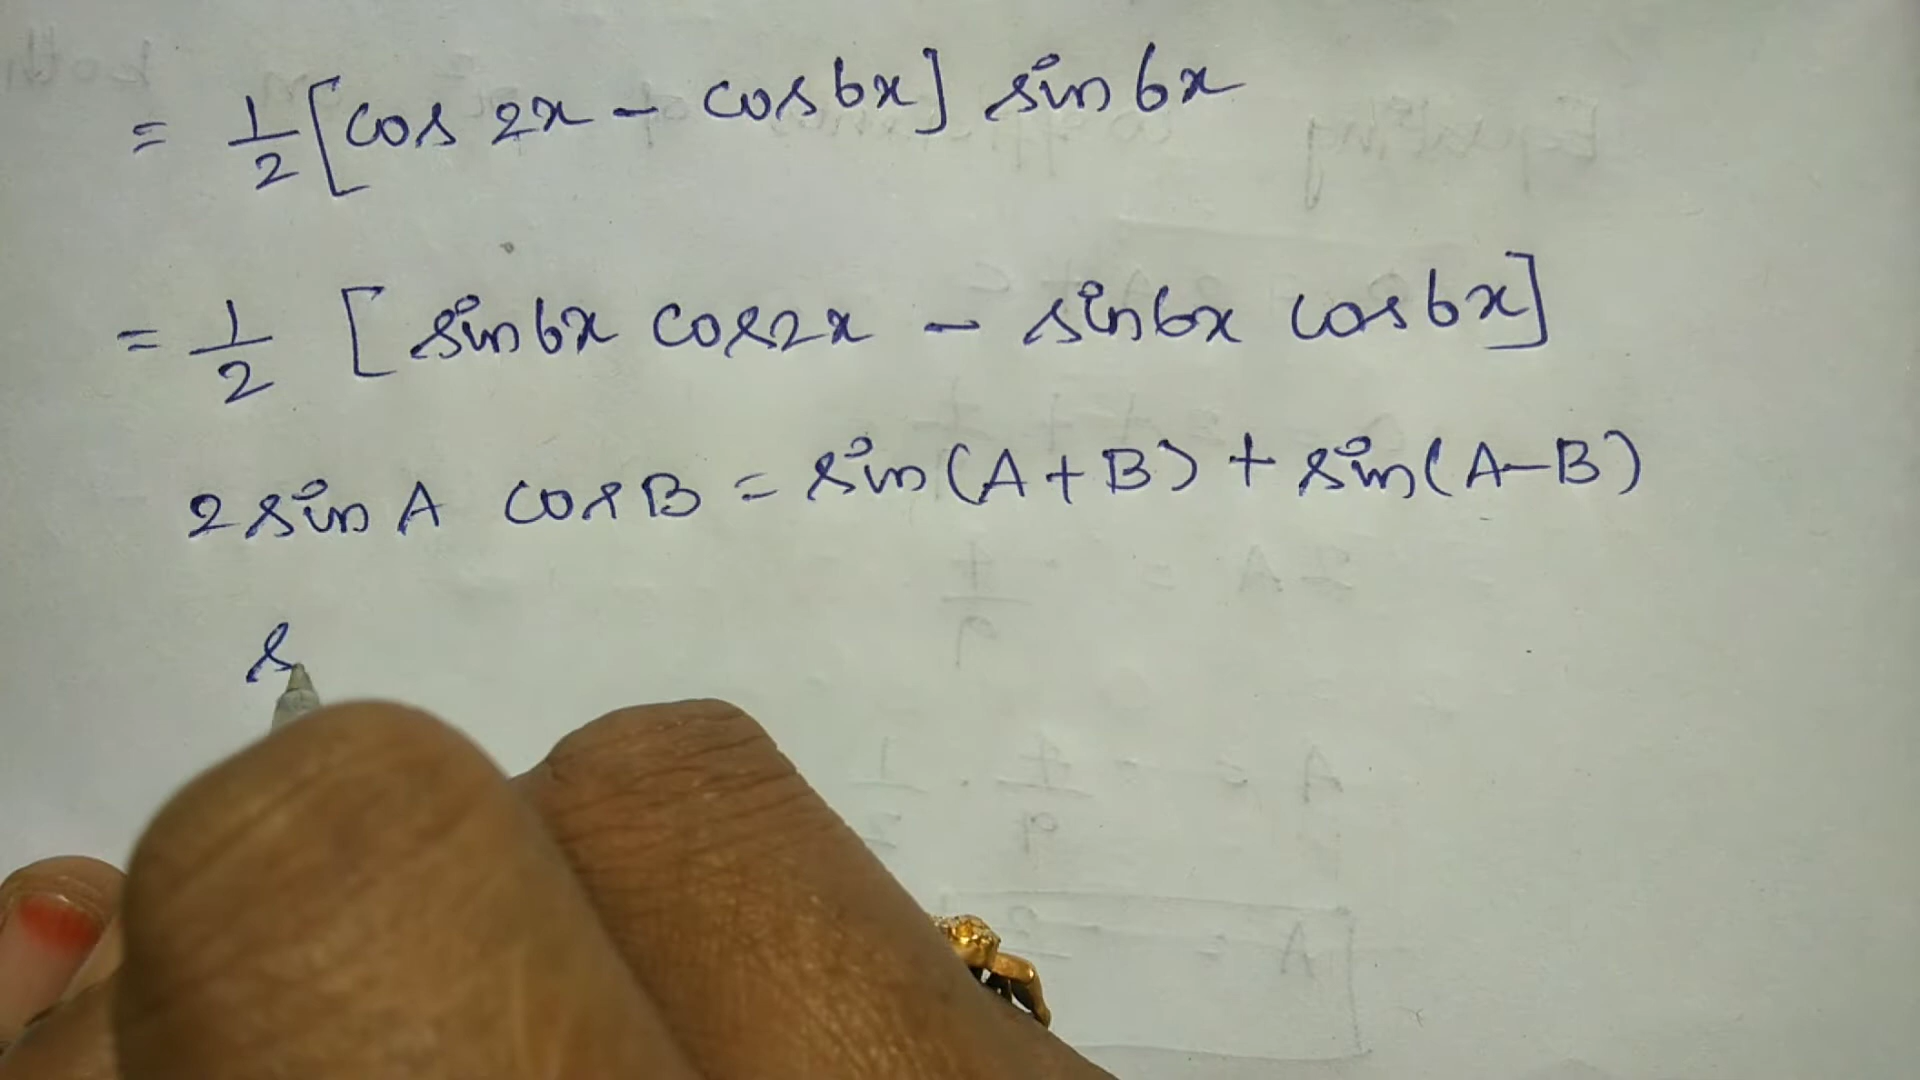 = 1/2 [cos 2x - cos 6x] sin 6x
= 1/2 [sin 6x cos 2x - sin 6x cos 6x]
2 sin A cos B = sin (A+B) + sin (A-B)
s